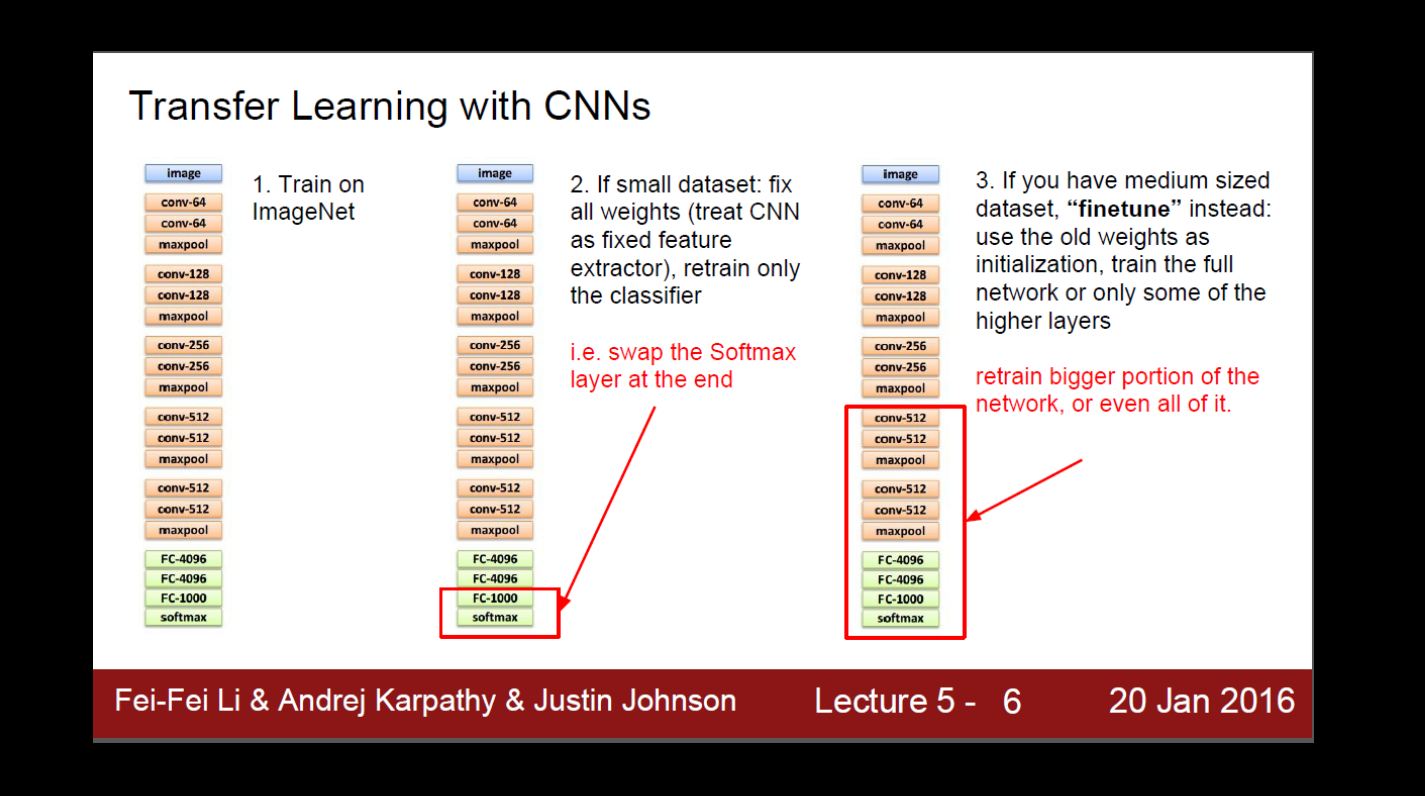 Transfer Learning with CNNs
image
conv-64
conv-64
maxpool
conv-128
conv-128
maxpool
conv-256
conv-256
maxpool
conv-512
conv-512
maxpool
conv-512
conv-512
maxpool
FC-4096
FC-4096
FC-1000
softmax
1. Train on
ImageNet
image
conv-64
conv-64
maxpool
conv-128
conv-128
maxpool
conv-256
conv-256
maxpool
conv-512
conv-512
maxpool
conv-512
conv-512
maxpool
FC-4096
FC-4096
FC-1000
softmax
2. If small dataset: fix
all weights (treat CNN
as fixed feature
extractor), retrain only
the classifier
i.e. swap the Softmax
layer at the end
image
conv-64
conv-64
maxpool
conv-128
conv-128
maxpool
conv-256
conv-256
maxpool
conv-512
conv-512
maxpool
conv-512
conv-512
maxpool
FC-4096
FC-4096
FC-1000
softmax
3. If you have medium sized
dataset, “finetune” instead:
use the old weights as
initialization, train the full
network or only some of the
higher layers
retrain bigger portion of the
network, or even all of it.
Fei-Fei Li & Andrej Karpathy & Justin Johnson
Lecture 5 - 6
20 Jan 2016